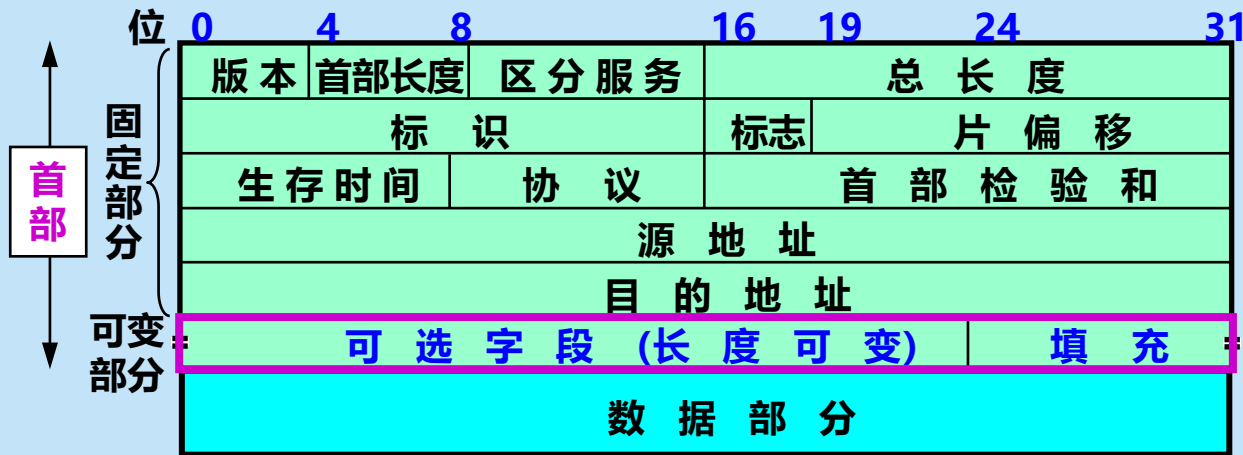 位 0 4 8 16 19 24 31
版本 首部长度 区分服务 总长度
标识 标志 片偏移
生存时间 协议 首部检验和
源地址
目的地址
可选字段 (长度可变) 填充
数据部分
首部
固定部分
可变部分